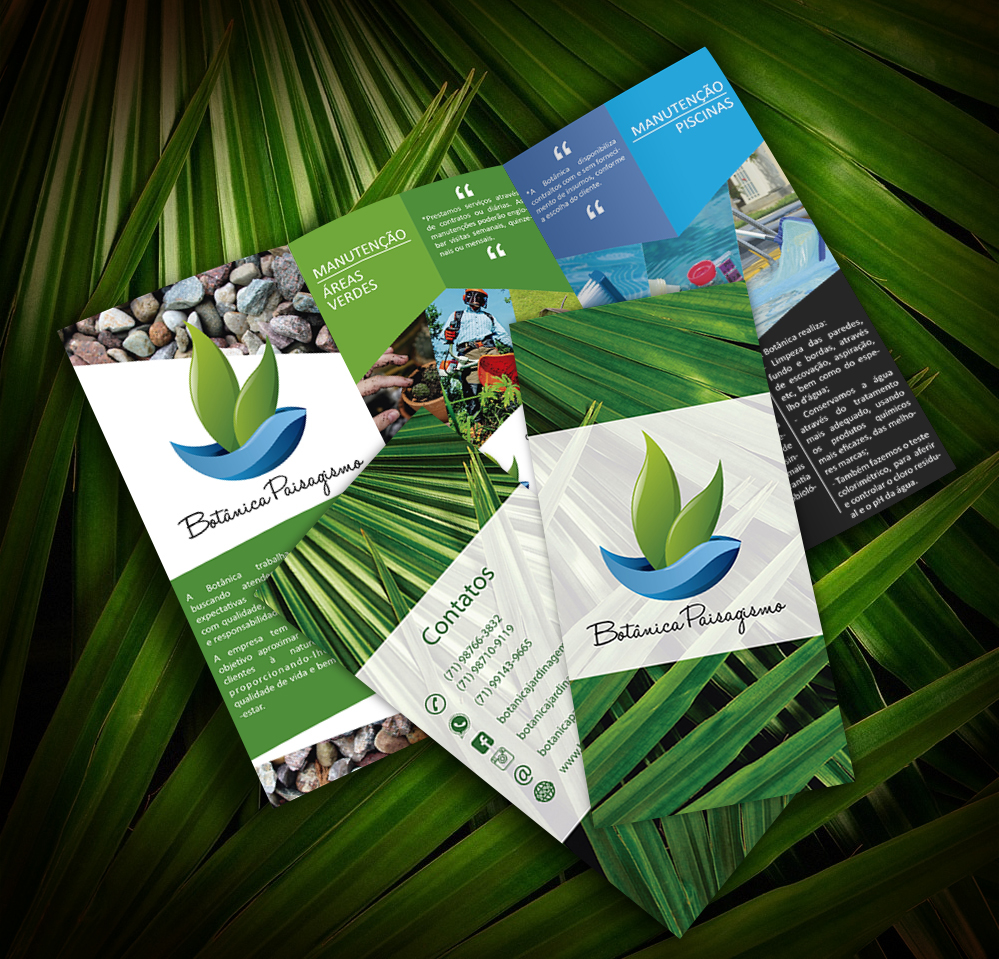 MANUTENÇÃO
PISCINAS
“
*A Botânica disponibiliza
contratos com e sem forneci-
mento de insumos, conforme
a escolha do cliente.
“
MANUTENÇÃO
ÁREAS
VERDES
“
*Prestamos serviços através
de contratos ou diárias. As
manutenções poderão englo-
bar visitas semanais, quinze-
nais ou mensais.
“
Botânica realiza:
Limpeza das paredes,
fundo e bordas, através
de escovação, aspiração,
etc, bem como do espe-
lho d'água;
Conservamos a água
através do tratamento
mais adequado, usando
os produtos químicos
mais eficazes, das melho-
res marcas;
- Também fazemos o teste
colorimétrico, para aferir
e controlar o cloro residu-
al e o pH da água.
Botânica Paisagismo
A Botânica trabalha
buscando
expectativas
com qualidade,
e responsabilidade
A empresa tem
objetivo aproximar
clientes à
proporcionando-lh
qualidade de vida e bem
-estar.
Contatos
(71) 98766-3832
(71) 98710-9119
(71) 99143-9665
botanicajardinagem
botanicajardin
botanicap
www.
Botânica Paisagismo